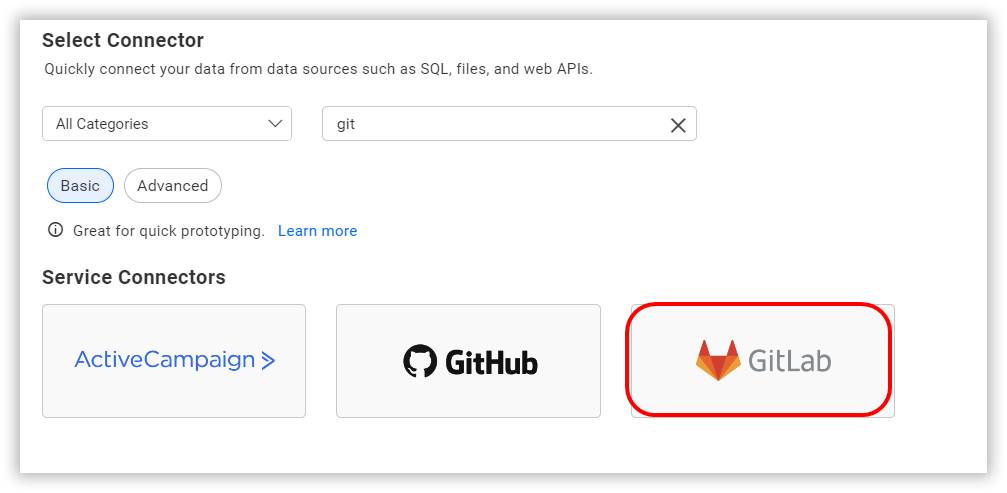 Select Connector
Quickly connect your data from data sources such as SQL, files, and web APIs.
All Categories
git
Basic
Advanced
Great for quick prototyping. Learn more
Service Connectors
ActiveCampaign
GitHub
GitLab